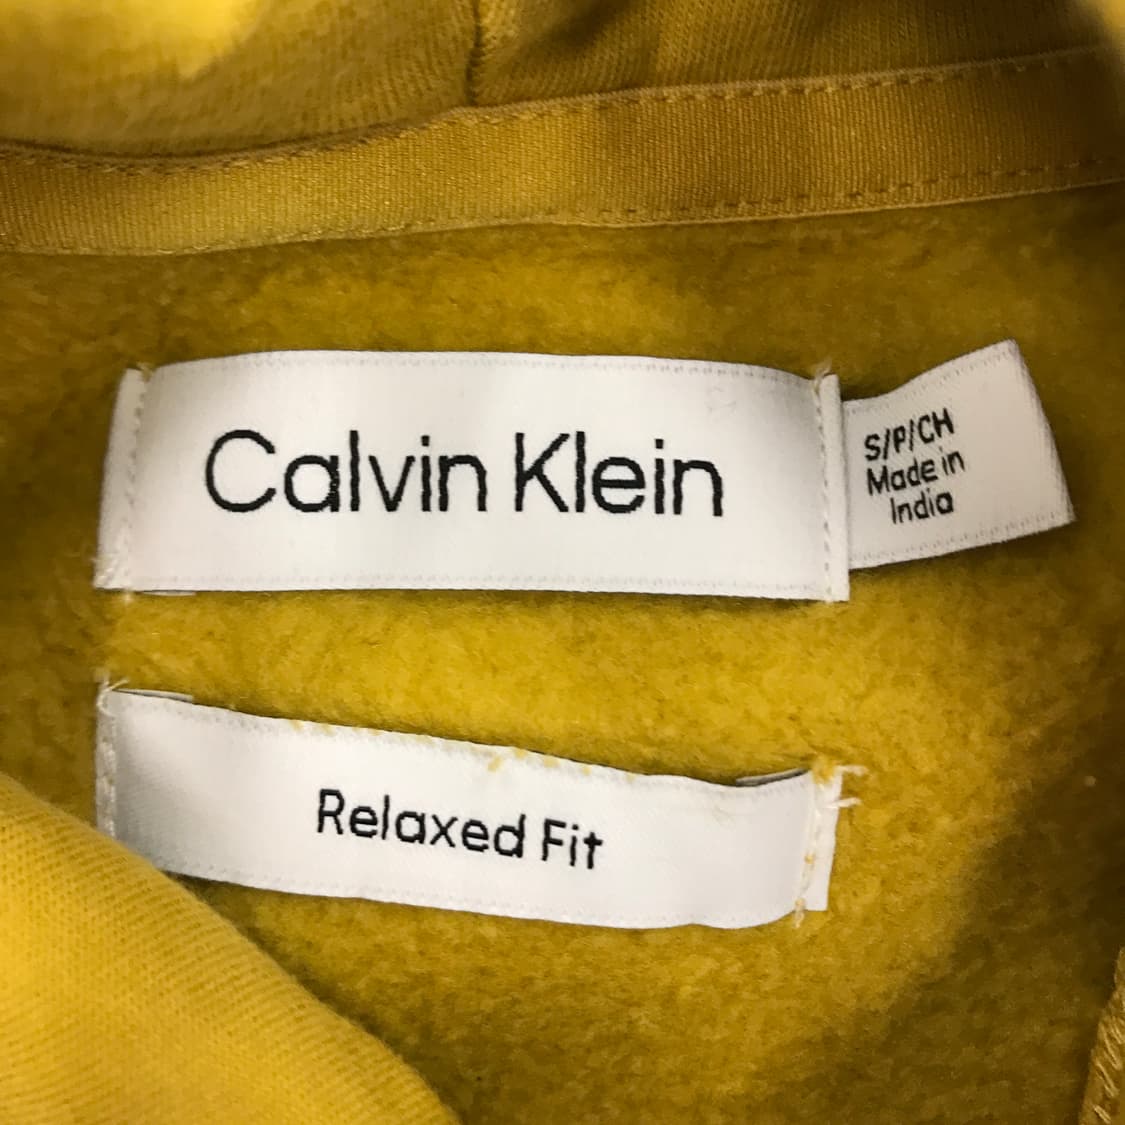 Calvin Klein
S/P/CH
Made in
India
Relaxed Fit